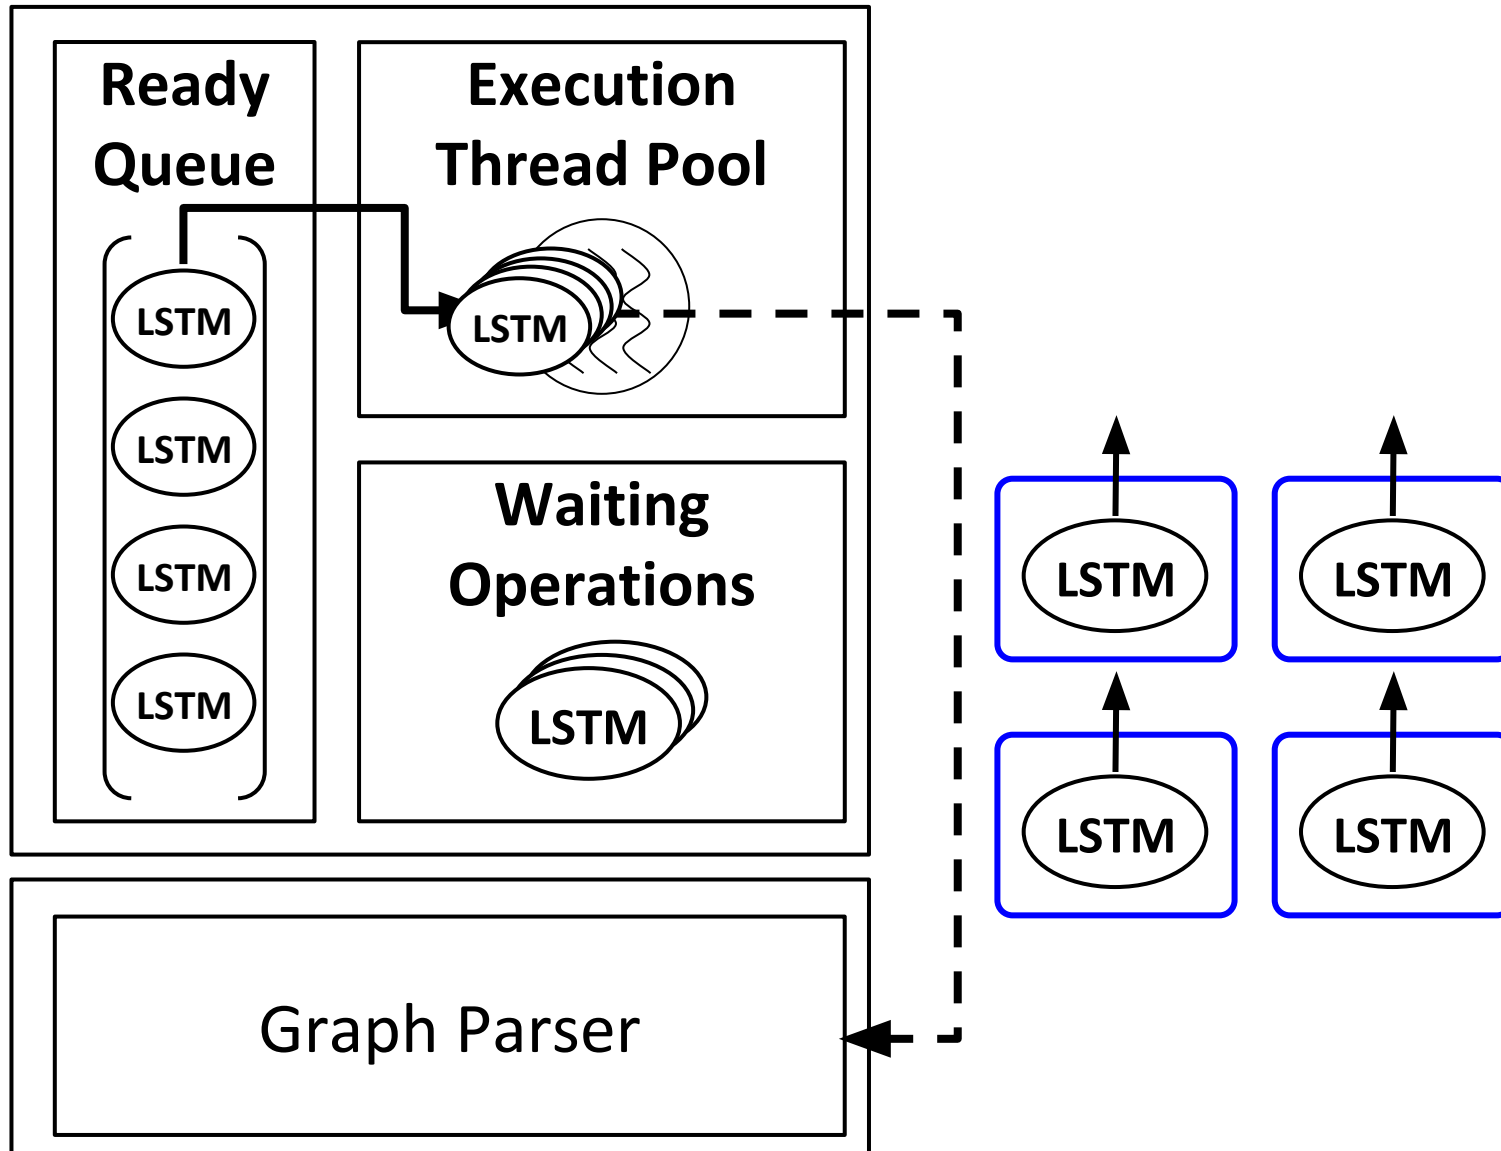 Ready
Queue
LSTM
LSTM
LSTM
LSTM
Execution
Thread Pool
LSTM
Waiting
Operations
LSTM
Graph Parser
LSTM
LSTM
LSTM
LSTM